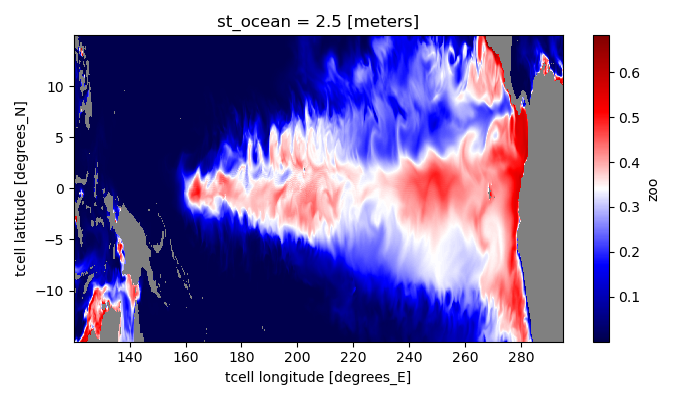 st_ocean = 2.5 [meters]
10
5
0
−5
−10
tcell latitude [degrees_N]
140 160 180 200 220 240 260 280
tcell longitude [degrees_E]
0.6
0.5
0.4
0.3
0.2
0.1
zoo